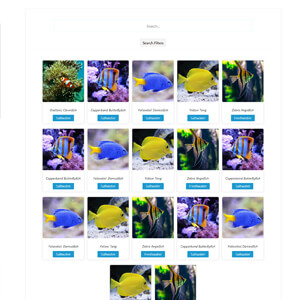 Search...
Search Filters
Ocellaris Clownfish
Copperband Butterflyfish
Yellowtail Damselfish
Yellow Tang
Zebra Angelfish
Saltwater
Saltwater
Saltwater
Saltwater
Freshwater
Copperband Butterflyfish
Yellowtail Damselfish
Yellow Tang
Zebra Angelfish
Copperband Butterflyfish
Saltwater
Saltwater
Saltwater
Freshwater
Saltwater
Yellowtail Damselfish
Yellow Tang
Zebra Angelfish
Copperband Butterflyfish
Yellowtail Damselfish
Saltwater
Saltwater
Freshwater
Saltwater
Saltwater